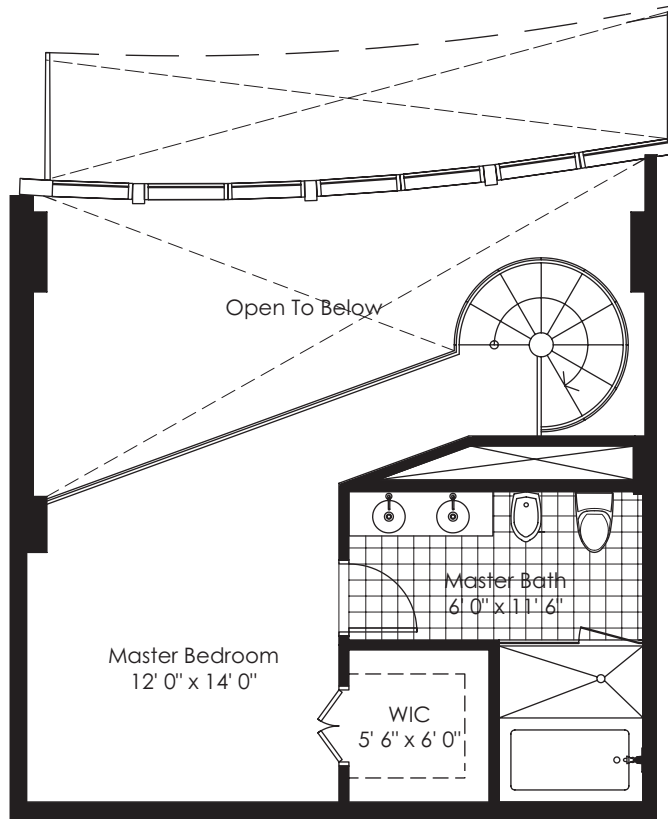 Open To Below
Master Bath
6' 0" x 11' 6"
Master Bedroom
12' 0" x 14' 0"
WIC
5' 6" x 6' 0"